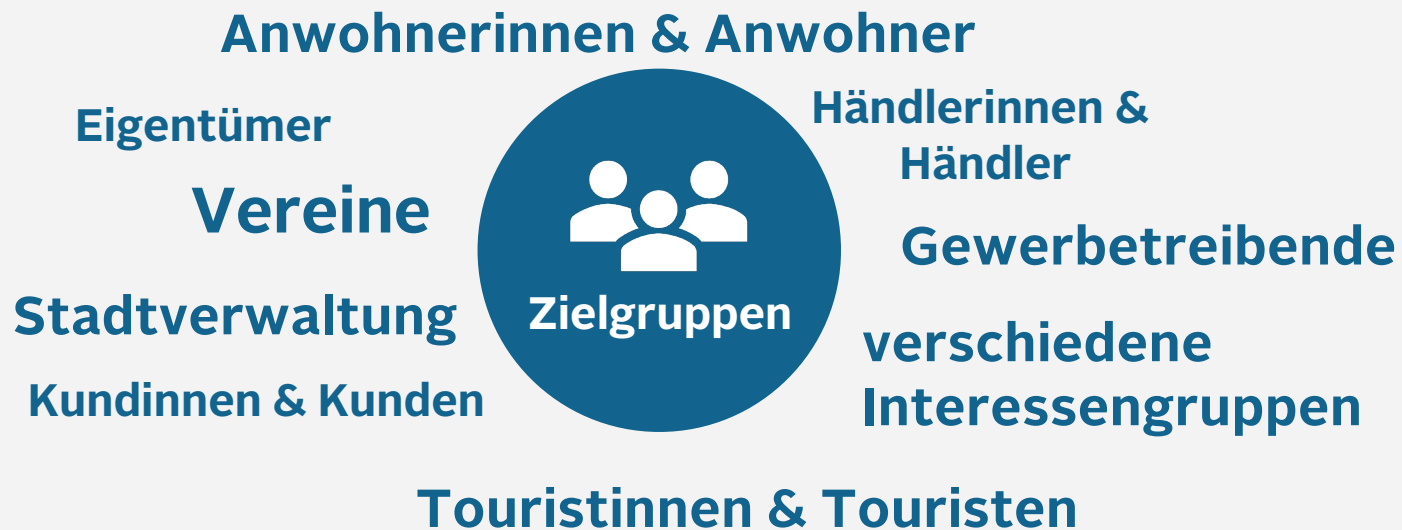 Anwohnerinnen & Anwohner
Eigentümer
Händlerinnen &
Händler
Vereine
Gewerbetreibende
Stadtverwaltung
Zielgruppen
verschiedene
Interessengruppen
Kundinnen & Kunden
Touristinnen & Touristen